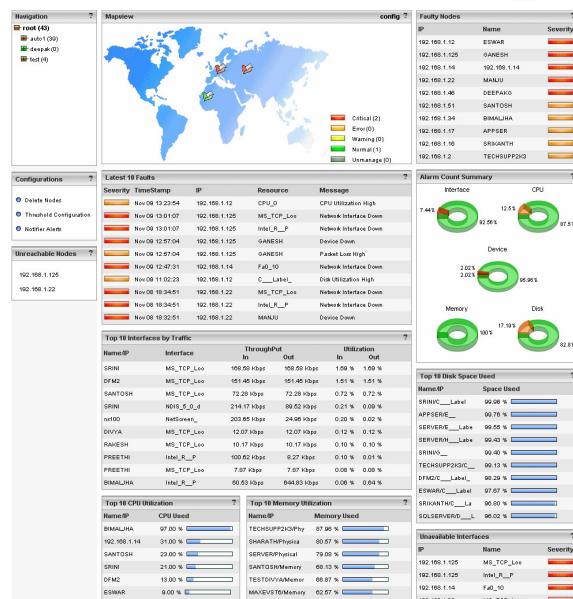 Navigation ?
root (43)
auto1 (39)
deepak (0)
test (4)
Mapview config ?
Critical (2)
Error(0)
Warning (0)
Normal (1)
Unmanage (0)
Faulty Nodes ?
IP Name Severity
192.168.1.12 ESWAR
192.168.1.125 GANESH
192.168.1.14 192.168.1.14
192.168.1.22 MANJU
192.168.1.46 DEEPAKG
192.168.1.51 SANTOSH
192.168.1.34 BIMALJHA
192.168.1.17 APPSER
192.168.1.16 SRIKANTH
192.168.1.2 TECHSUPP2K3
Configurations ?
Delete Nodes
Threshold Configuration
Notifier Alerts
Unreachable Nodes ?
192.168.1.125
192.168.1.22
Latest 10 Faults ?
Severity TimeStamp IP Resource Message
Nov 09 13:23:54 192.168.1.12 CPU_0 CPU Utilization High
Nov 09 13:01:07 192.168.1.125 MS_TCP_Loo Network Interface Down
Nov 09 13:01:07 192.168.1.125 Intel_R__P Network Interface Down
Nov 09 12:57:04 192.168.1.125 GANESH Device Down
Nov 09 12:57:04 192.168.1.125 GANESH Packet Loss High
Nov 09 12:47:31 192.168.1.14 Fa0_10 Network Interface Down
Nov 09 11:02:23 192.168.1.12 C___Label_ Disk Utilization High
Nov 08 18:34:51 192.168.1.22 MS_TCP_Loo Network Interface Down
Nov 08 18:34:51 192.168.1.22 Intel_R__P Network Interface Down
Nov 08 18:32:51 192.168.1.22 MANJU Device Down
Alarm Count Summary ?
Interface CPU
7.44% 92.56% 12.5% 87.5
Device
2.02%
2.02%
95.96%
Memory Disk
100% 17.19% 82.81
Top 10 Interfaces by Traffic ?
Name/IP Interface ThroughPut Utilization
In Out In Out
SRINI MS_TCP_Loo 168.58 Kbps 168.58 Kbps 1.69 % 1.69 %
DFM2 MS_TCP_Loo 151.46 Kbps 151.46 Kbps 1.51 % 1.51 %
SANTOSH MS_TCP_Loo 72.28 Kbps 72.28 Kbps 0.72 % 0.72 %
SRINI NDIS_5_0_d 214.17 Kbps 89.52 Kbps 0.21 % 0.09 %
nst100 NetScreen_ 203.65 Kbps 24.96 Kbps 0.20 % 0.02 %
DIVYA MS_TCP_Loo 12.07 Kbps 12.07 Kbps 0.12 % 0.12 %
RAKESH MS_TCP_Loo 10.17 Kbps 10.17 Kbps 0.10 % 0.10 %
PREETHI Intel_R__P 100.62 Kbps 8.27 Kbps 0.10 % 0.01 %
PREETHI MS_TCP_Loo 7.87 Kbps 7.87 Kbps 0.08 % 0.08 %
BIMALJHA Intel_R__P 60.53 Kbps 644.83 Kbps 0.06 % 0.64 %
Top 10 Disk Space Used ?
Name/IP Space Used
SRINI/C___Label 99.96 %
APPSER/E__ 99.76 %
SERVER/E___Labe 99.55 %
SERVER/H___Labe 99.43 %
SRINI/G__ 99.40 %
TECHSUPP2K3/C__ 99.13 %
DFM2/C___Label_ 98.29 %
ESWAR/C___Label 97.67 %
SRIKANTH/C___La 96.80 %
SQLSERVER/D___L 96.02 %
Top 10 CPU Utilization ?
Name/IP CPU Used
BIMALJHA 97.00 %
192.168.1.14 31.00 %
SANTOSH 23.00 %
SRINI 21.00 %
DFM2 13.00 %
ESWAR 9.00 %
Top 10 Memory Utilization ?
Name/IP Memory Used
TECHSUPP2K3/Phy 87.96 %
SHARATH/Physica 80.57 %
SERVER/Physical 79.08 %
SANTOSH/Memory 68.13 %
TESTDIVYA/Memor 66.87 %
MAXEVST6/Memory 62.57 %
Unavailable Interfaces ?
IP Name Severity
192.168.1.125 MS_TCP_Loo
192.168.1.125 Intel_R__P
192.168.1.14 Fa0_10